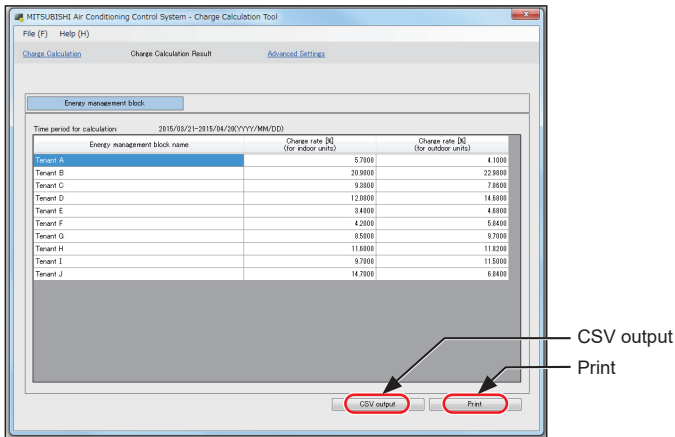 MITSUBISHI Air Conditioning Control System - Charge Calculation Tool
File (F) Help (H)
Charge Calculation Charge Calculation Result Advanced Settings
Energy management block
Time period for calculation: 2015/03/21-2015/04/20(YYYY/MM/DD)
Energy management block name Charge rate [%] (for indoor units) Charge rate [%] (for outdoor units)
Tenant A 5.7000 4.1000
Tenant B 20.9000 22.9800
Tenant C 9.3000 7.8600
Tenant D 12.0000 14.6800
Tenant E 3.4000 4.6800
Tenant F 4.2000 5.8400
Tenant G 8.5000 9.7000
Tenant H 11.6000 11.8200
Tenant I 9.7000 11.5000
Tenant J 14.7000 6.8400
CSV output
Print
CSV output Print